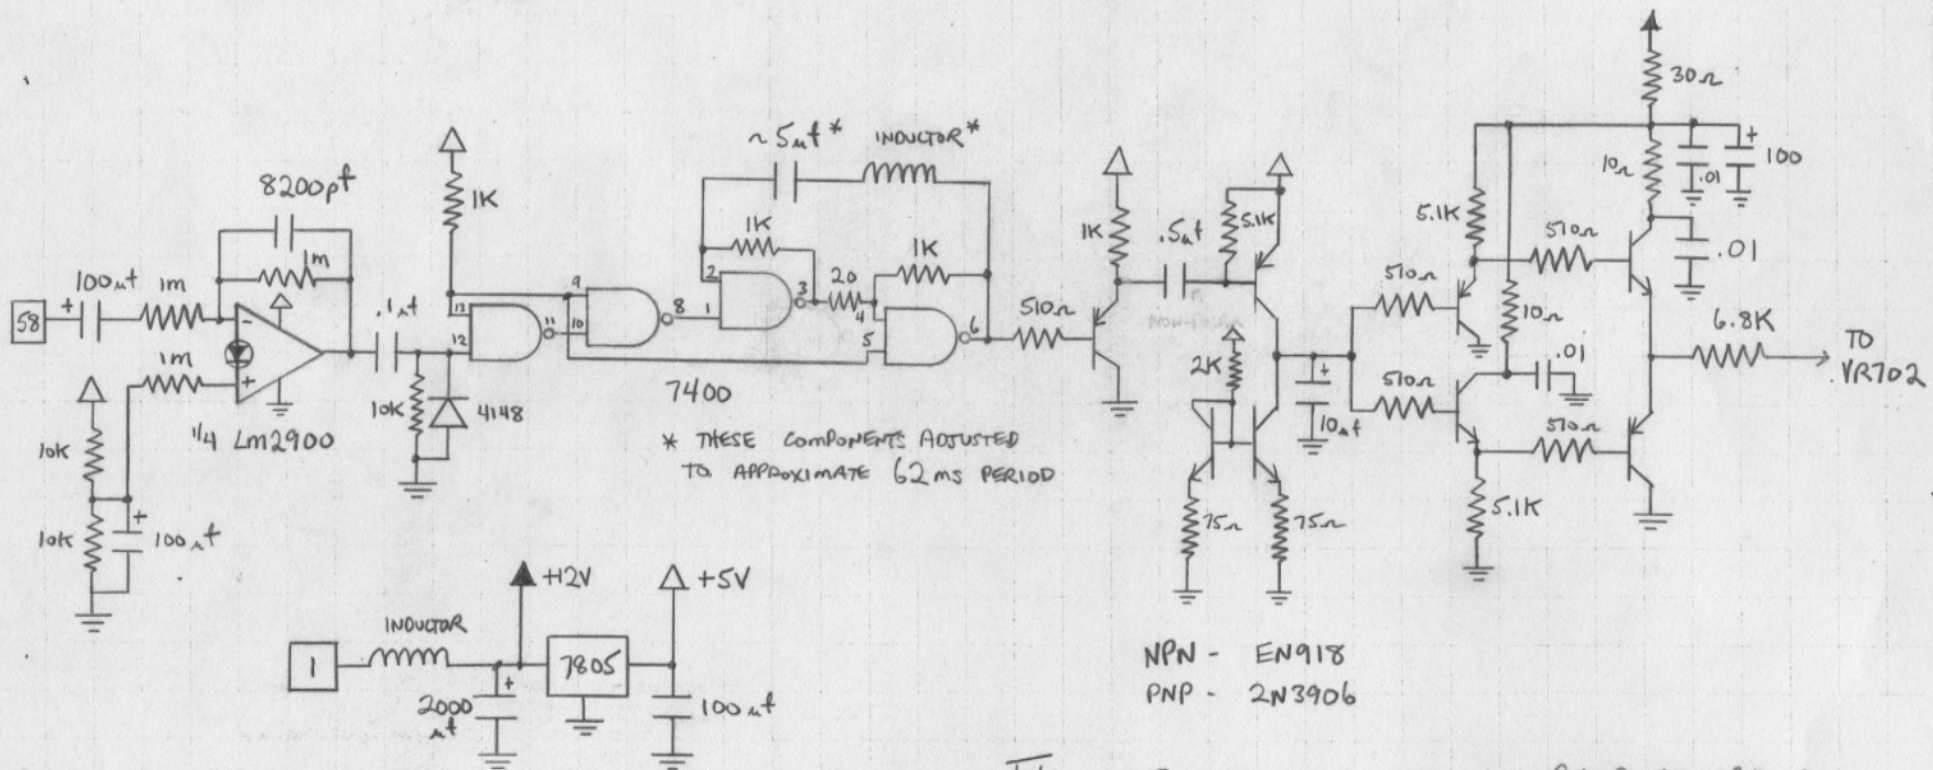 30Ω
~.5µf* INDUCTOR*
10Ω
.01
+
100
8200pf
1K
1K
1K
5.1K
.5µf
1K
5.1K
510Ω
.01
100µf
+
1m
1m
58
-
+
.1µf
13
12
11
9
10
8
2
1
3
20
4
5
6
510Ω
510Ω
10Ω
6.8K
TO
VR702
1m
1/4 Lm2900
10K
4148
7400
2K
+
10µf
510Ω
.01
510Ω
* THESE COMPONENTS ADJUSTED
TO APPROXIMATE 62ms PERIOD
10K
10K
+
100µf
75Ω
75Ω
5.1K
+12V
+5V
INDUCTOR
1
7805
+
2000
µf
100µf
NPN - EN918
PNP - 2N3906